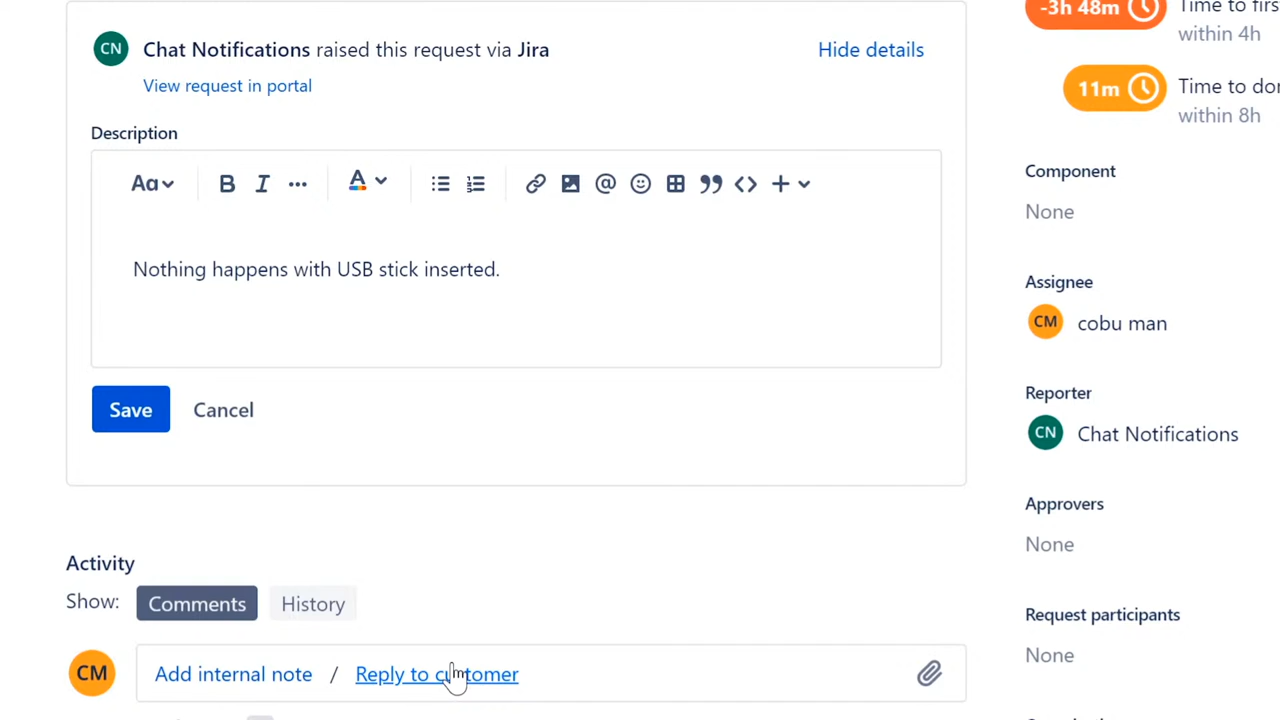 -3h 48m Time to first
within 4h
CN Chat Notifications raised this request via Jira Hide details
View request in portal
11m Time to don
within 8h
Description
Aa B I ... A @ <> +
Nothing happens with USB stick inserted.
Save Cancel
Component
None
Assignee
CM cobu man
Reporter
CN Chat Notifications
Approvers
None
Request participants
None
Activity
Show: Comments History
CM Add internal note / Reply to customer